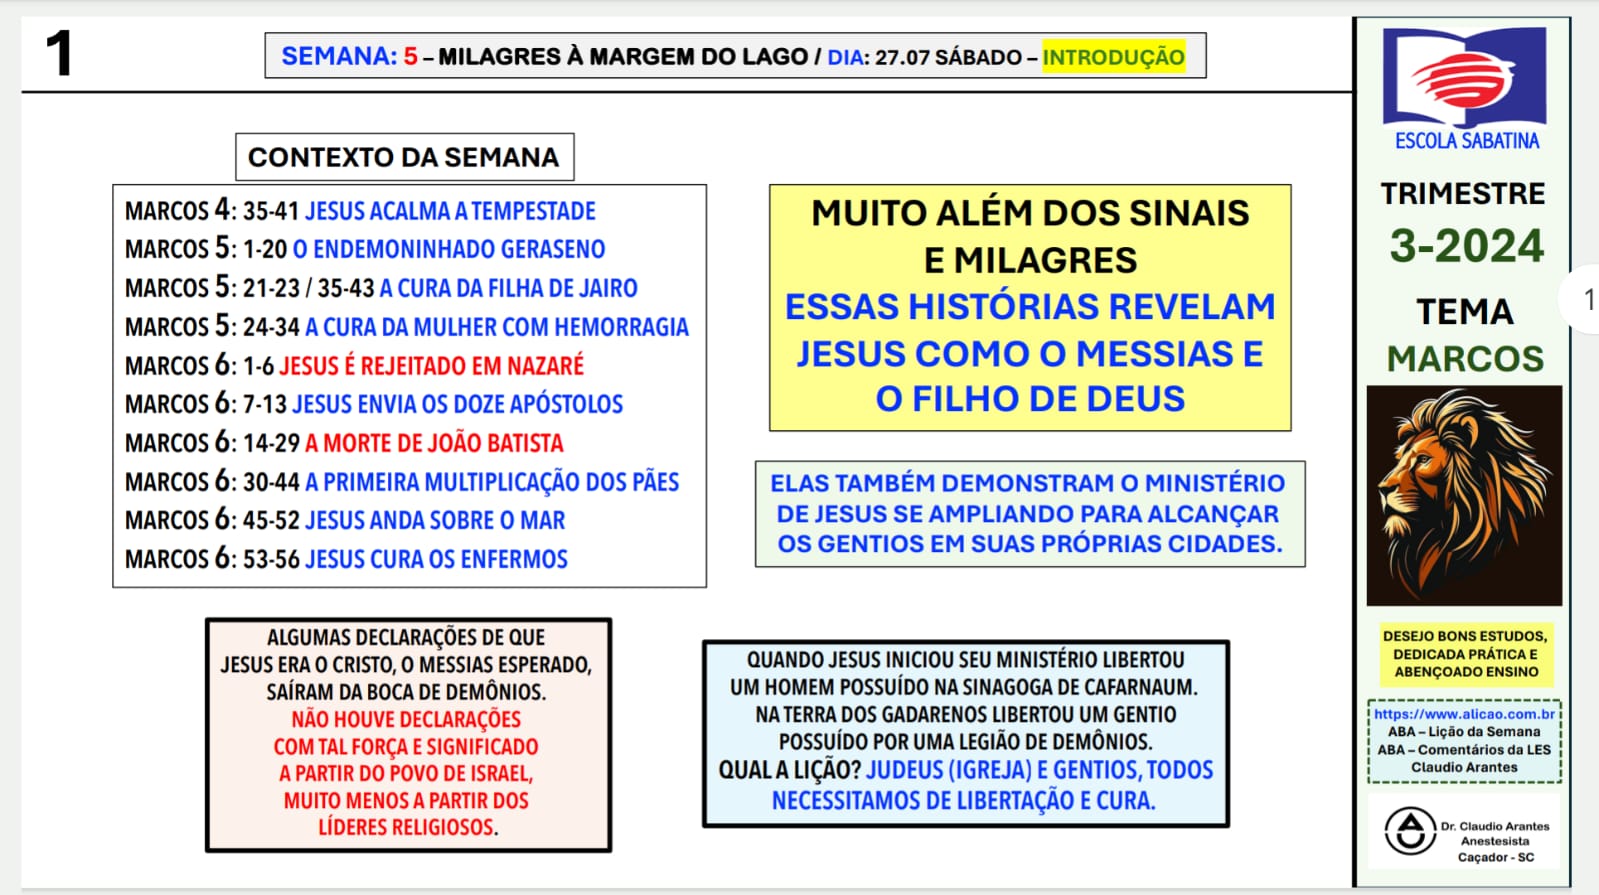 1
SEMANA: 5 – MILAGRES À MARGEM DO LAGO / DIA: 27.07 SÁBADO – INTRODUÇÃO
CONTEXTO DA SEMANA
MARCOS 4: 35-41 JESUS ACALMA A TEMPESTADE
MARCOS 5: 1-20 O ENDEMONINHADO GERASENO
MARCOS 5: 21-23 / 35-43 A CURA DA FILHA DE JAIRO
MARCOS 5: 24-34 A CURA DA MULHER COM HEMORRAGIA
MARCOS 6: 1-6 JESUS É REJEITADO EM NAZARÉ
MARCOS 6: 7-13 JESUS ENVIA OS DOZE APÓSTOLOS
MARCOS 6: 14-29 A MORTE DE JOÃO BATISTA
MARCOS 6: 30-44 A PRIMEIRA MULTIPLICAÇÃO DOS PÃES
MARCOS 6: 45-52 JESUS ANDA SOBRE O MAR
MARCOS 6: 53-56 JESUS CURA OS ENFERMOS
MUITO ALÉM DOS SINAIS
E MILAGRES
ESSAS HISTÓRIAS REVELAM
JESUS COMO O MESSIAS E
O FILHO DE DEUS
ELAS TAMBÉM DEMONSTRAM O MINISTÉRIO
DE JESUS SE AMPLIANDO PARA ALCANÇAR
OS GENTIOS EM SUAS PRÓPRIAS CIDADES.
ALGUMAS DECLARAÇÕES DE QUE
JESUS ERA O CRISTO, O MESSIAS ESPERADO,
SAÍRAM DA BOCA DE DEMÔNIOS.
NÃO HOUVE DECLARAÇÕES
COM TAL FORÇA E SIGNIFICADO
A PARTIR DO POVO DE ISRAEL,
MUITO MENOS A PARTIR DOS
LÍDERES RELIGIOSOS.
QUANDO JESUS INICIOU SEU MINISTÉRIO LIBERTOU
UM HOMEM POSSUÍDO NA SINAGOGA DE CAFARNAUM.
NA TERRA DOS GADARENOS LIBERTOU UM GENTIO
POSSUÍDO POR UMA LEGIÃO DE DEMÔNIOS.
QUAL A LIÇÃO? JUDEUS (IGREJA) E GENTIOS, TODOS
NECESSITAMOS DE LIBERTAÇÃO E CURA.
ESCOLA SABATINA
TRIMESTRE
3-2024
TEMA
MARCOS
1
DESEJO BONS ESTUDOS,
DEDICADA PRÁTICA E
ABENÇOADO ENSINO
https://www.alicao.com.br
ABA – Lição da Semana
ABA – Comentários da LES
Claudio Arantes
Dr. Claudio Arantes
Anestesista
Caçador - SC